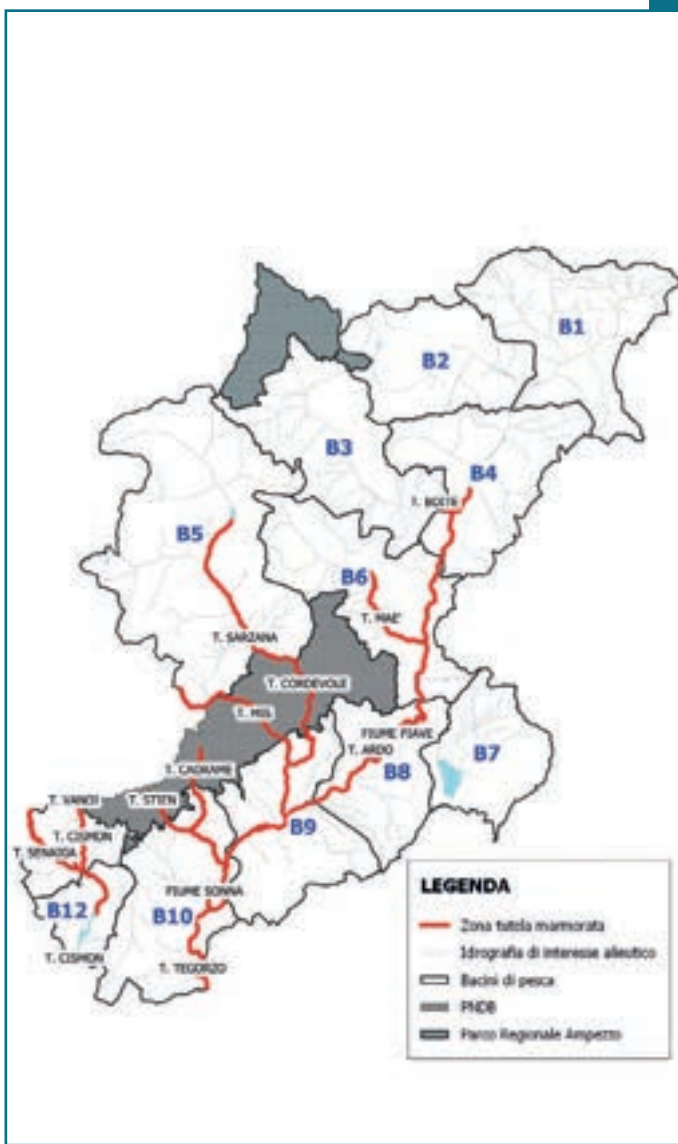 B1
B2
B3
B4
T. BOITE
B5
B6
T. MAE'
T. SARZANA
T. CORDEVOLE
T. MIS
FIUME PIAVE
T. ARDO
B7
B8
T. CAORAME
T. VANOI
T. STIEN
T. CISMON
B9
FIUME SONNA
B12
B10
T. CISMON
T. TEGORZO
LEGENDA
Zona tutela marmorata
Idrografia di interesse alieutico
Bacini di pesca
PNDB
Parco Regionale Ampezzo